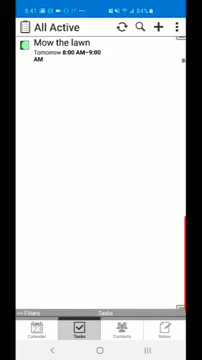 8:41 84%
All Active
Mow the lawn
Tomorrow 8:00 AM–9:00
AM
<< Filters Tasks
Calendar Tasks Contacts Notes